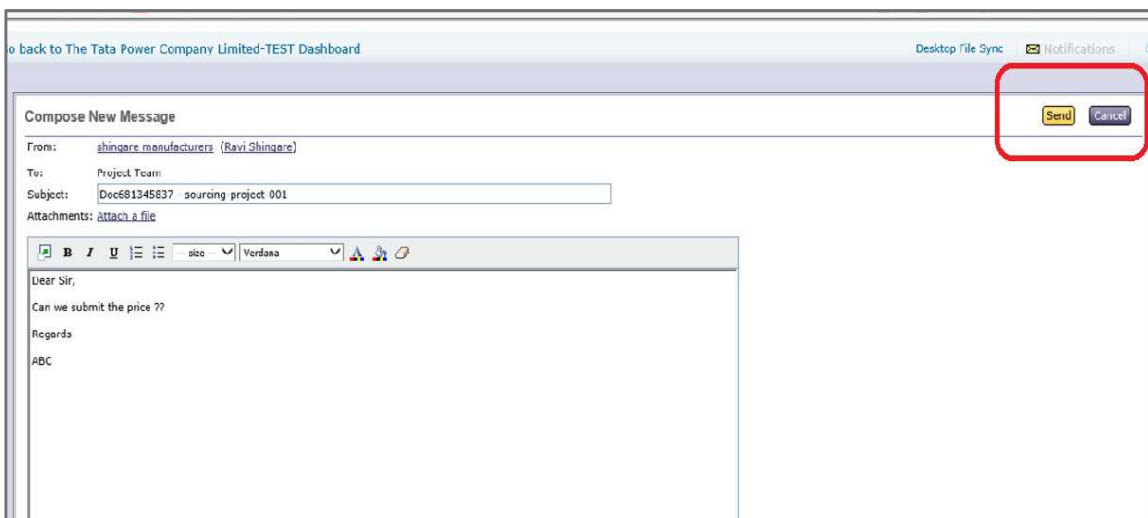 o back to The Tata Power Company Limited-TEST Dashboard Desktop File Sync Notifications
Compose New Message Send Cancel
From: shingare manufacturers (Ravi Shingare)
To: Project Team
Subject: Doc681345837 - sourcing project 001
Attachments: Attach a file
B I U – size – Verdana A
Dear Sir,
Can we submit the price ??
Regards
ABC